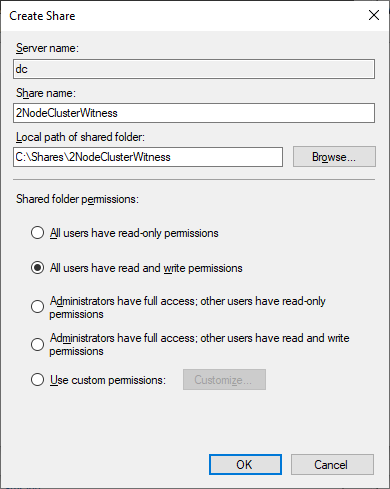 Create Share
Server name:
dc
Share name:
2NodeClusterWitness
Local path of shared folder:
C:\Shares\2NodeClusterWitness
Browse...
Shared folder permissions:
All users have read-only permissions
All users have read and write permissions
Administrators have full access; other users have read-only
permissions
Administrators have full access; other users have read and write
permissions
Use custom permissions:
Customize...
OK
Cancel